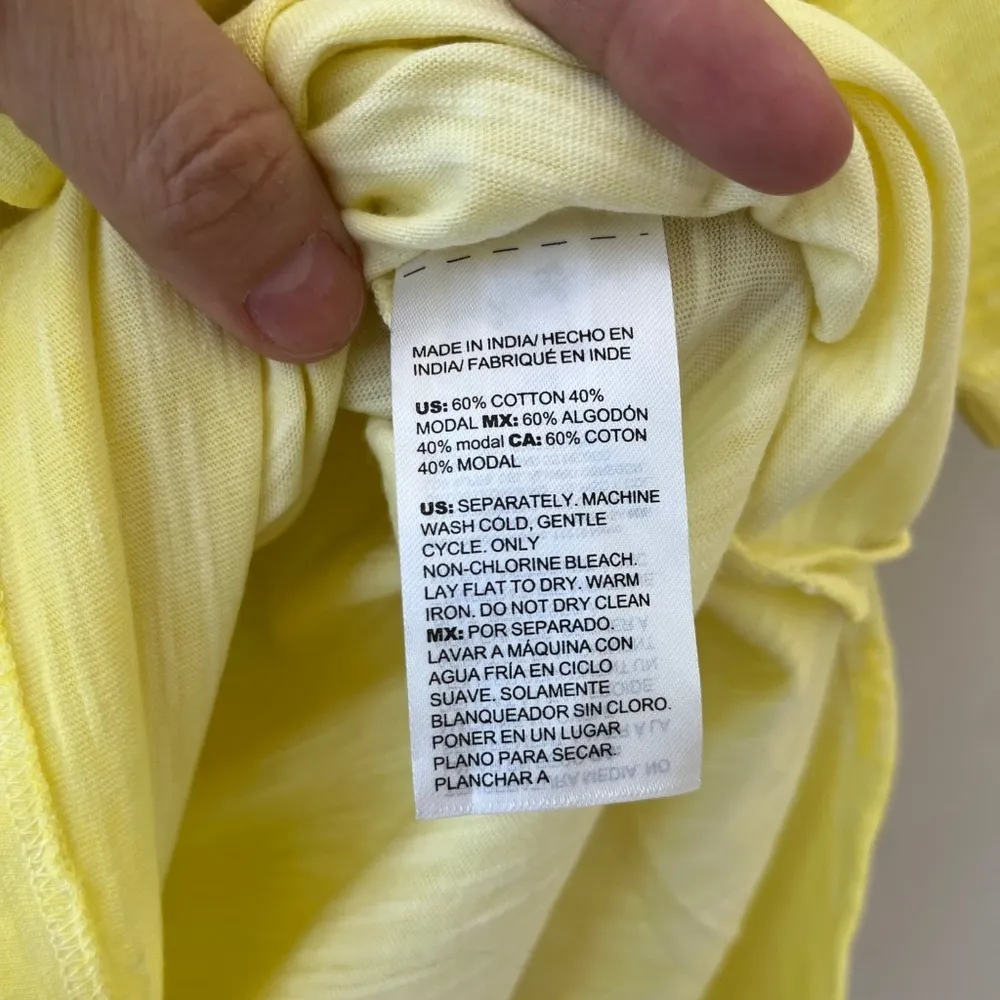 MADE IN INDIA/ HECHO EN
INDIA/ FABRIQUÉ EN INDE
US: 60% COTTON 40%
MODAL MX: 60% ALGODÓN
40% modal CA: 60% COTON
40% MODAL
US: SEPARATELY. MACHINE
WASH COLD, GENTLE
CYCLE. ONLY
NON-CHLORINE BLEACH.
LAY FLAT TO DRY. WARM
IRON. DO NOT DRY CLEAN
MX: POR SEPARADO.
LAVAR A MÁQUINA CON
AGUA FRÍA EN CICLO
SUAVE. SOLAMENTE
BLANQUEADOR SIN CLORO.
PONER EN UN LUGAR
PLANO PARA SECAR.
PLANCHAR A